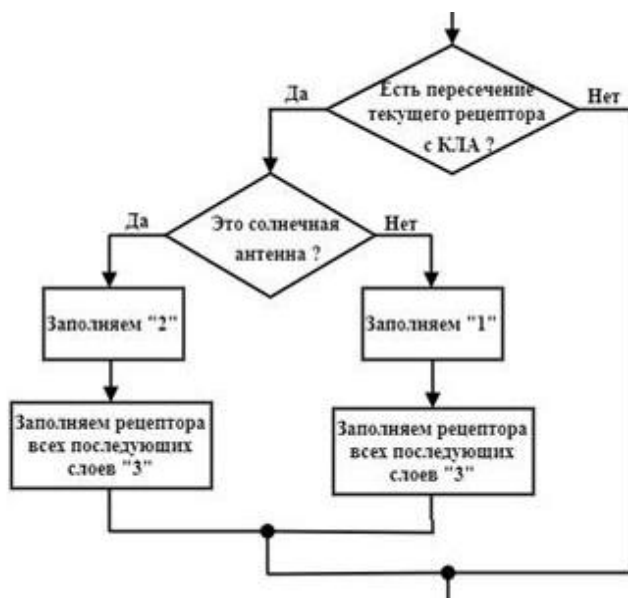 Есть пересечение
Да
Нет
текущего рецептора
с КЛА ?
Да
Это солнечная
Нет
антенна ?
Заполняем "2"
Заполняем "1"
Заполняем рецептора
всех последующих
слоев "3"
Заполняем рецептора
всех последующих
слоев "3"